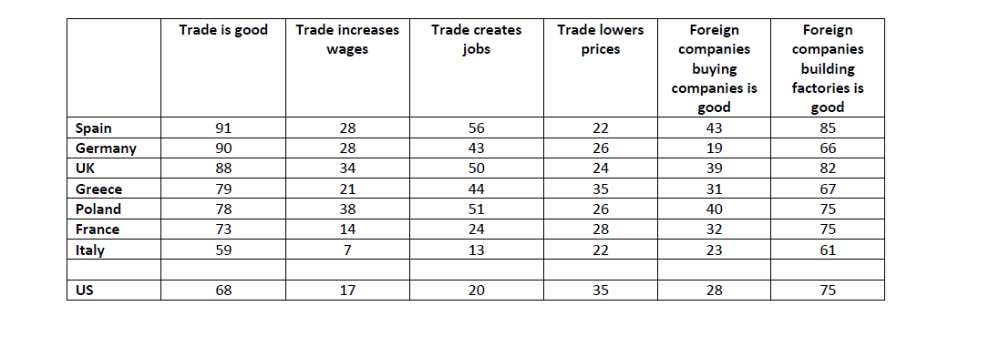 Trade is good Trade increases wages Trade creates jobs Trade lowers prices Foreign companies buying companies is good Foreign companies building factories is good
Spain 91 28 56 22 43 85
Germany 90 28 43 26 19 66
UK 88 34 50 24 39 82
Greece 79 21 44 35 31 67
Poland 78 38 51 26 40 75
France 73 14 24 28 32 75
Italy 59 7 13 22 23 61
US 68 17 20 35 28 75